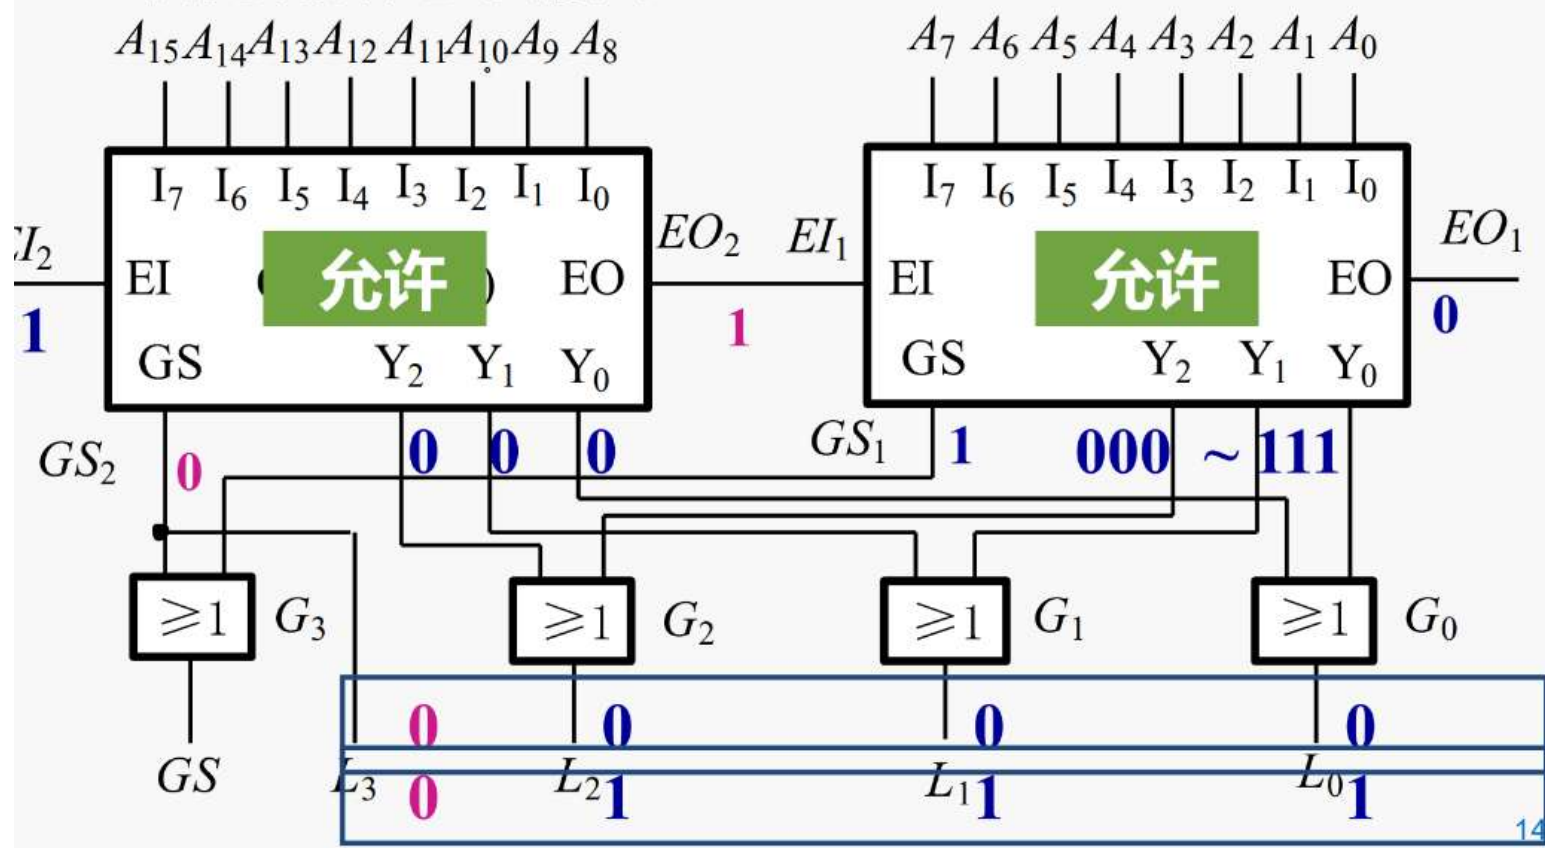 A₁₅ A₁₄ A₁₃ A₁₂ A₁₁ A₁₀ A₉ A₈ A₇ A₆ A₅ A₄ A₃ A₂ A₁ A₀
I₇ I₆ I₅ I₄ I₃ I₂ I₁ I₀ I₇ I₆ I₅ I₄ I₃ I₂ I₁ I₀
I₂ EO₂ EI₁ EO₁
EI 允许 ) EO EI 允许 EO
1 1 0
GS Y₂ Y₁ Y₀ GS Y₂ Y₁ Y₀
GS₂ 0 0 0 0 GS₁ 1 000 ~ 111
≥1 G₃ ≥1 G₂ ≥1 G₁ ≥1 G₀
0 0 0 0
GS L₃ L₂ L₁ L₀
0 1 1 1
14